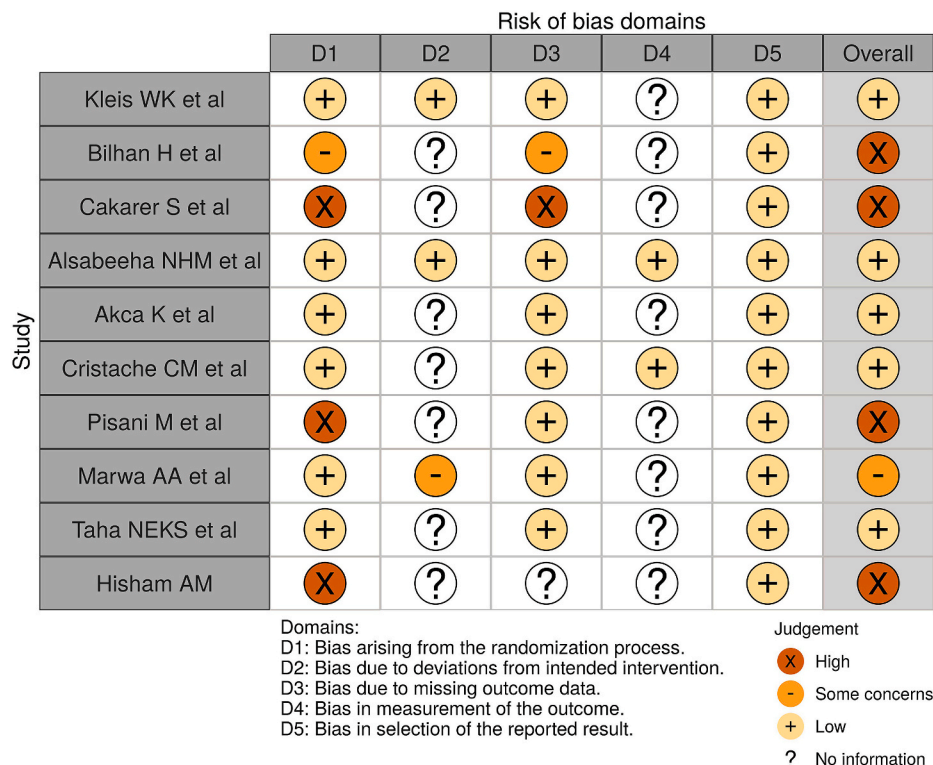 Risk of bias domains
D1 D2 D3 D4 D5 Overall
Study
Kleis WK et al + + + ? + +
Bilhan H et al - ? - ? + X
Cakarer S et al X ? X ? + X
Alsabeeha NHM et al + + + + + +
Akca K et al + ? + ? + +
Cristache CM et al + ? + + + +
Pisani M et al X ? + ? + X
Marwa AA et al + - + ? + -
Taha NEKS et al + ? + ? + +
Hisham AM X ? ? ? + X
Domains:
D1: Bias arising from the randomization process.
D2: Bias due to deviations from intended intervention.
D3: Bias due to missing outcome data.
D4: Bias in measurement of the outcome.
D5: Bias in selection of the reported result.
Judgement
X High
- Some concerns
+ Low
? No information